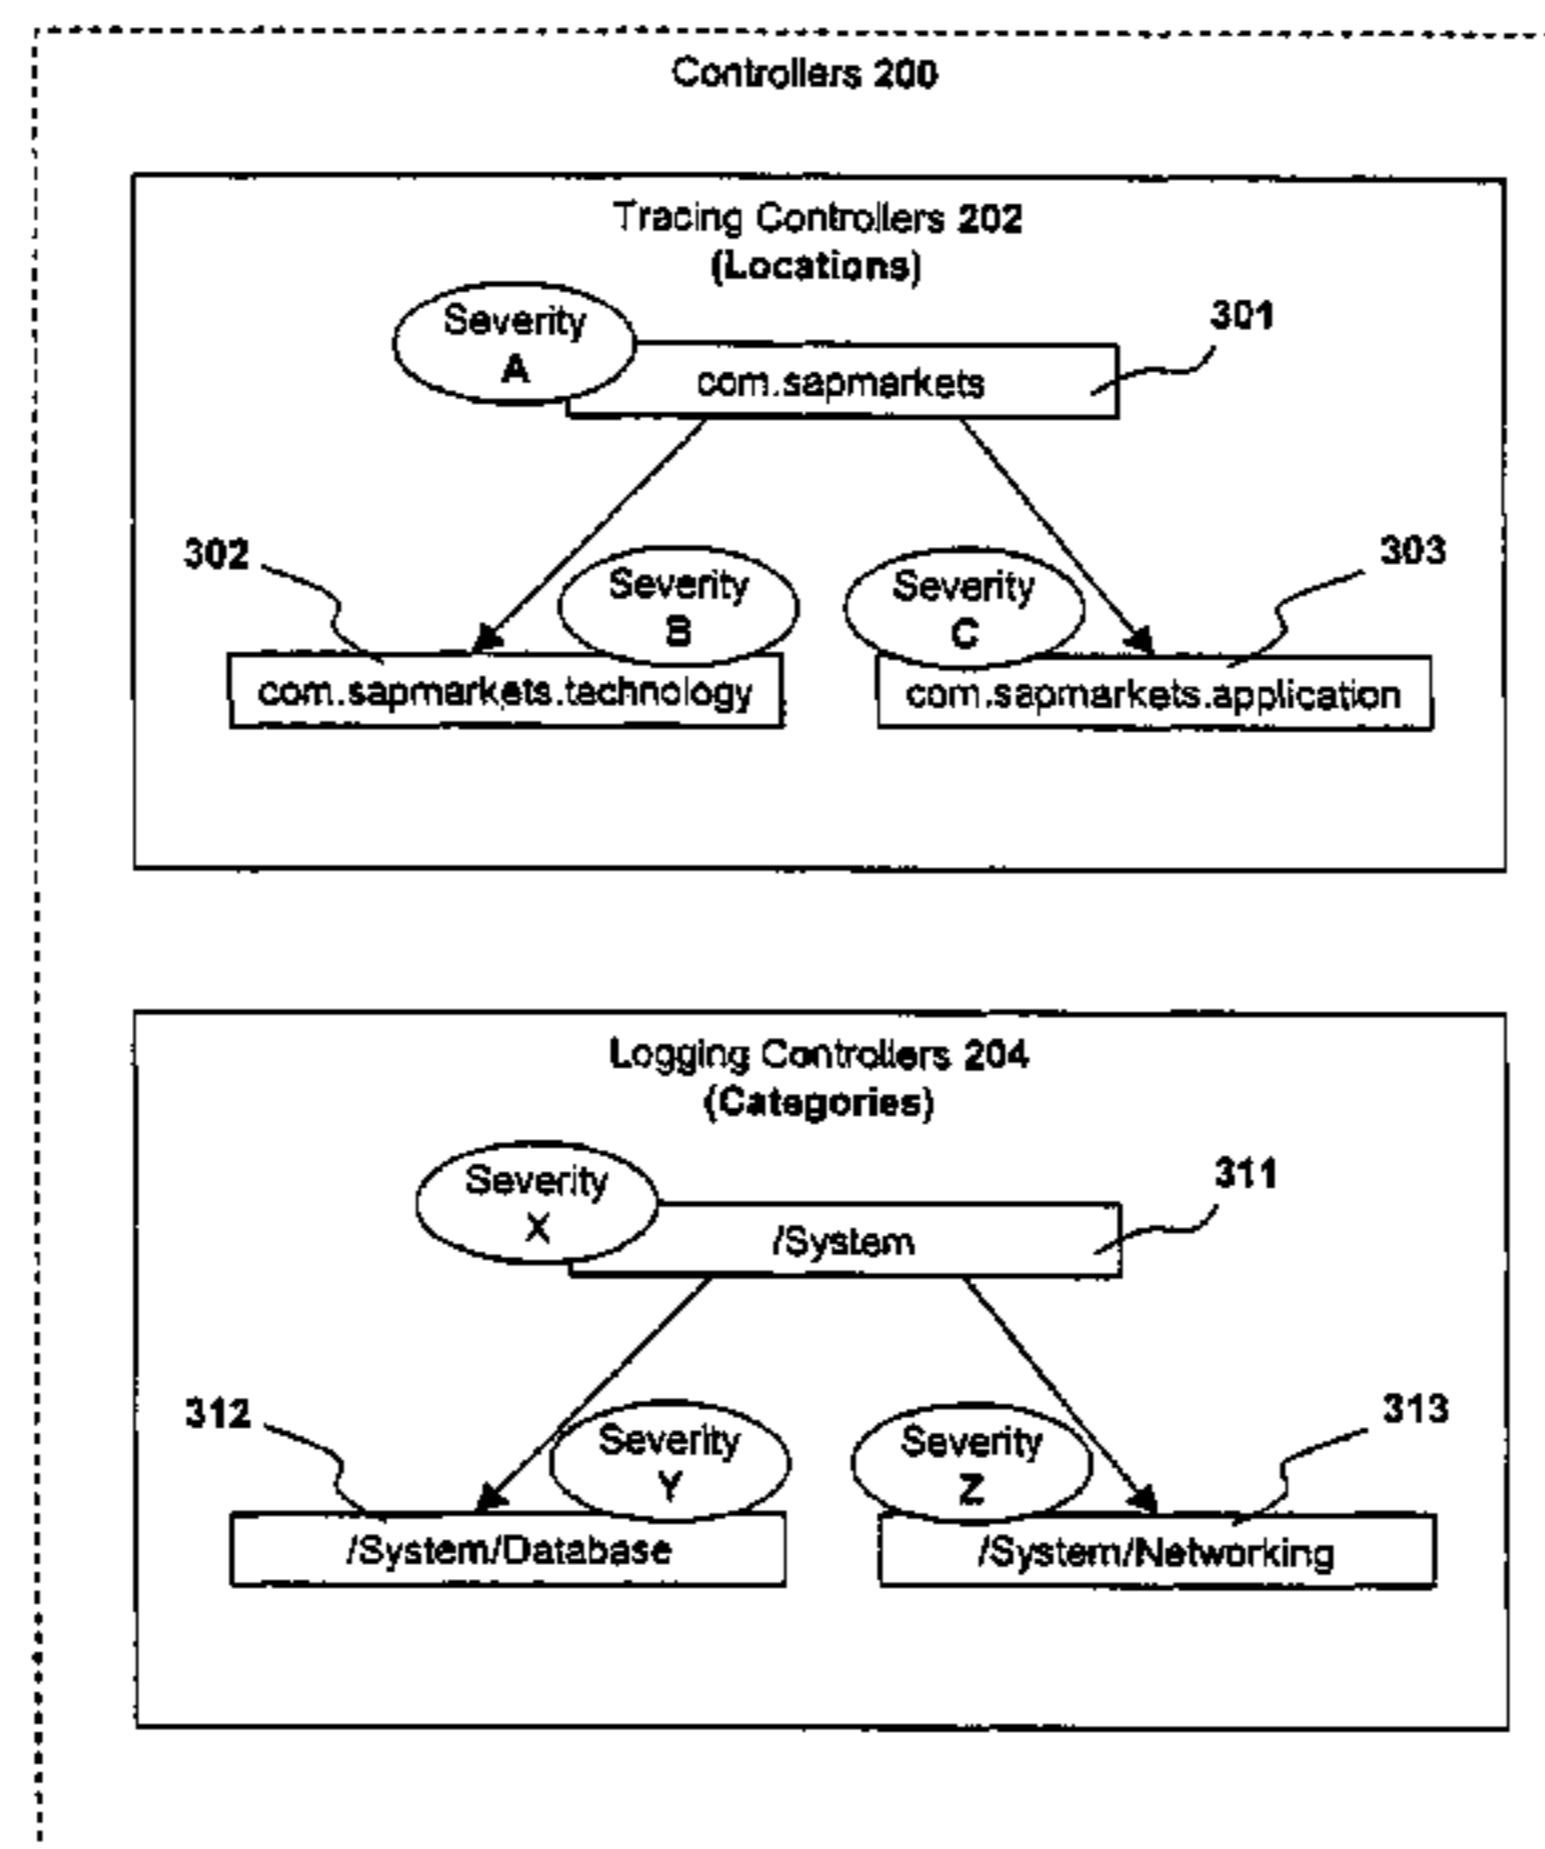 Controllers 200
Tracing Controllers 202
(Locations)
Severity
A
301
com.sapmarkets
302
303
Severity
B
Severity
C
com.sapmarkets.technology
com.sapmarkets.application
Logging Controllers 204
(Categories)
Severity
X
311
/System
312
313
Severity
Y
Severity
Z
/System/Database
/System/Networking